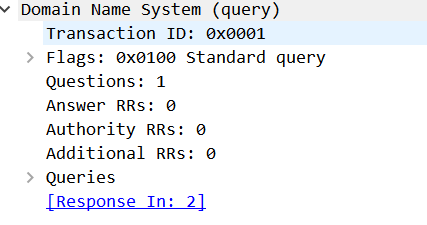 Domain Name System (query)
Transaction ID: 0x0001
Flags: 0x0100 Standard query
Questions: 1
Answer RRs: 0
Authority RRs: 0
Additional RRs: 0
Queries
[Response In: 2]